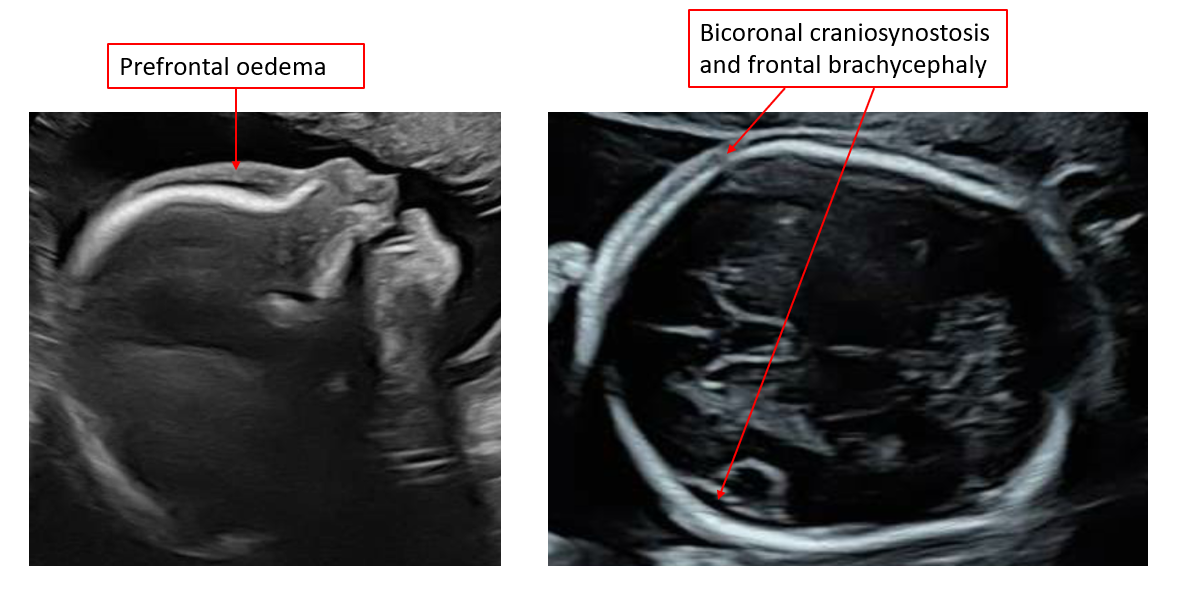 Prefrontal oedema
Bicoronal craniosynostosis
and frontal brachycephaly